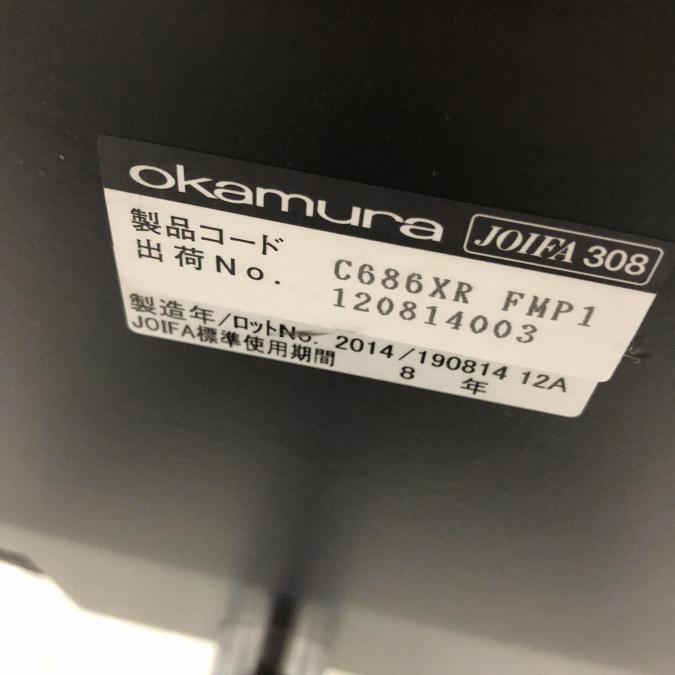 okamura JOIFA 308
製品コード C686XR FMP1
出荷No. 120814003
製造年/ロットNo. 2014/190814 12A
JOIFA標準使用期間 8 年